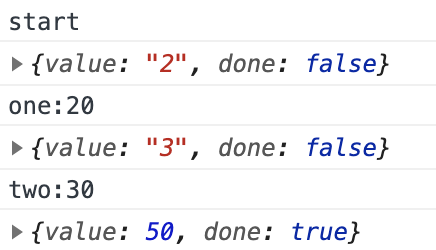 start
▶{value: "2", done: false}
one:20
▶{value: "3", done: false}
two:30
▶{value: 50, done: true}